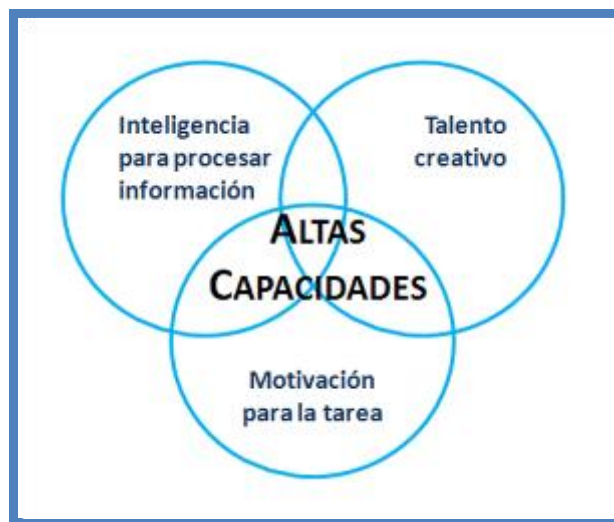 Inteligencia
para procesar
información
Talento
creativo
ALTAS
CAPACIDADES
Motivación
para la tarea